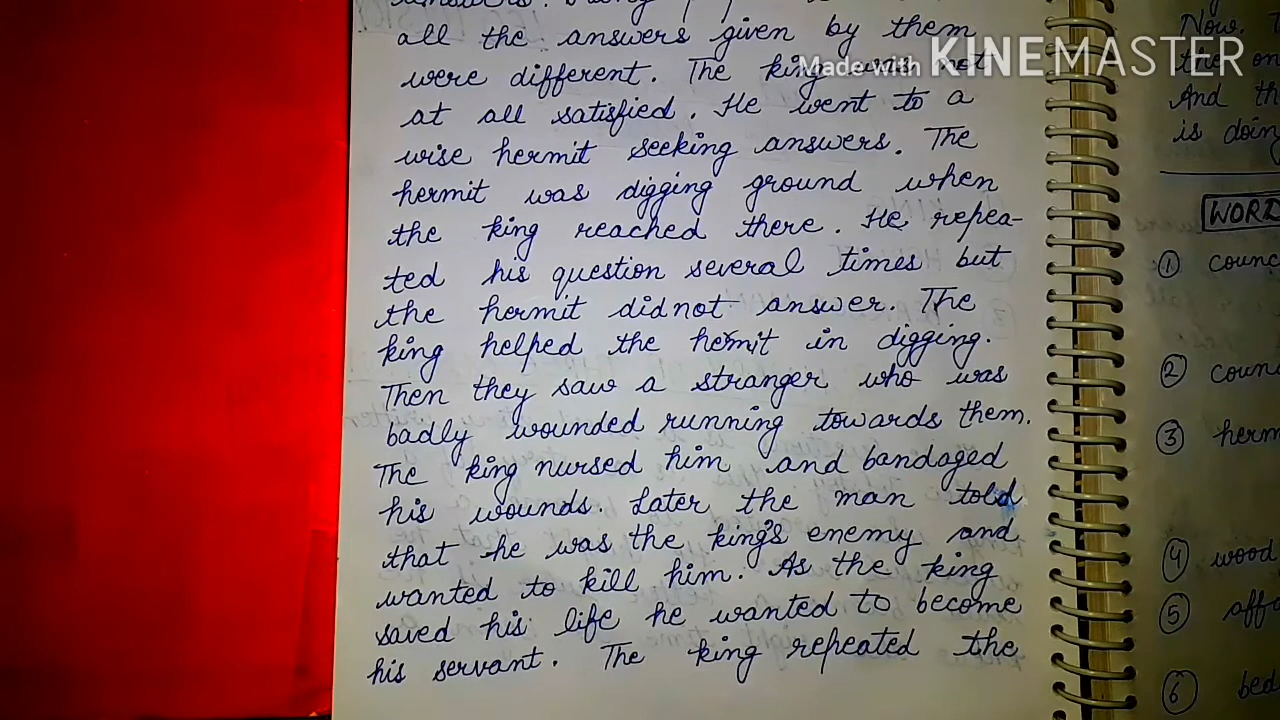 all the answers given by them
were different. The king was not
at all satisfied. He went to a
wise hermit seeking answers. The
hermit was digging ground when
the king reached there. He repea-
ted his question several times but
the hermit didnot answer. The
king helped the hermit in digging.
Then they saw a stranger who was
badly wounded running towards them.
The king nursed him and bandaged
his wounds. Later the man told
that he was the king's enemy and
wanted to kill him. As the king
saved his life he wanted to become
his servant. The king repeated the
Made with KINEMASTER
Now.
the on
And th
is doing
WORD
① counc
② coun
③ herm
④ wood
⑤ affa
⑥ bed